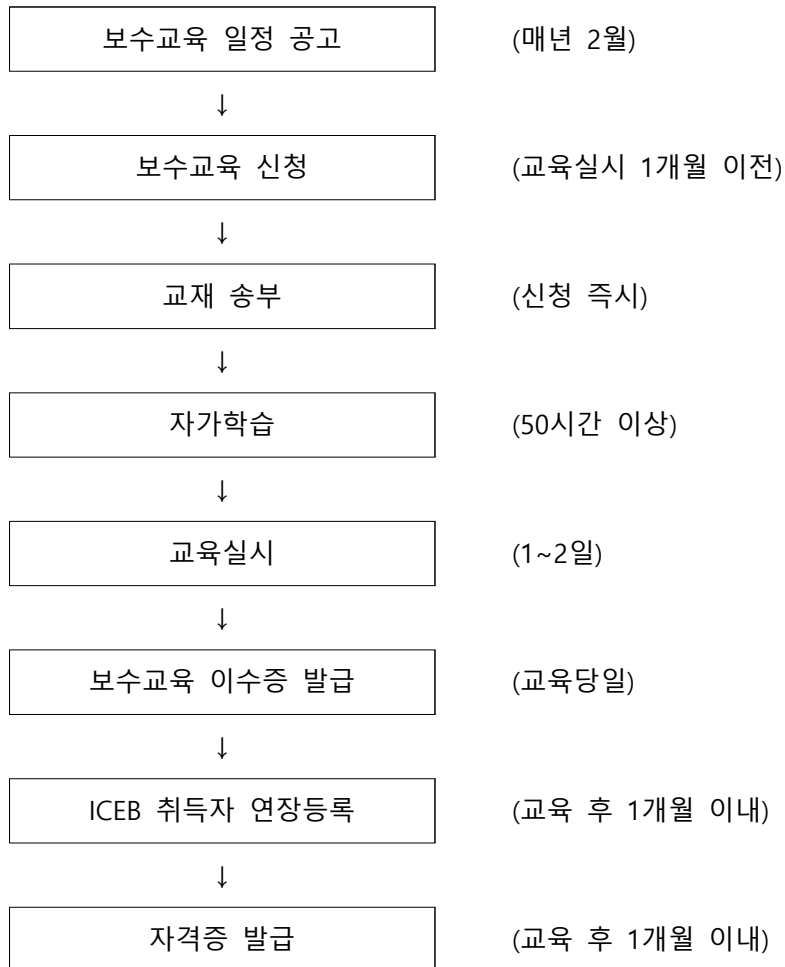 보수교육 일정 공고 (매년 2월)
↓
보수교육 신청 (교육실시 1개월 이전)
↓
교재 송부 (신청 즉시)
↓
자가학습 (50시간 이상)
↓
교육실시 (1~2일)
↓
보수교육 이수증 발급 (교육당일)
↓
ICEB 취득자 연장등록 (교육 후 1개월 이내)
↓
자격증 발급 (교육 후 1개월 이내)